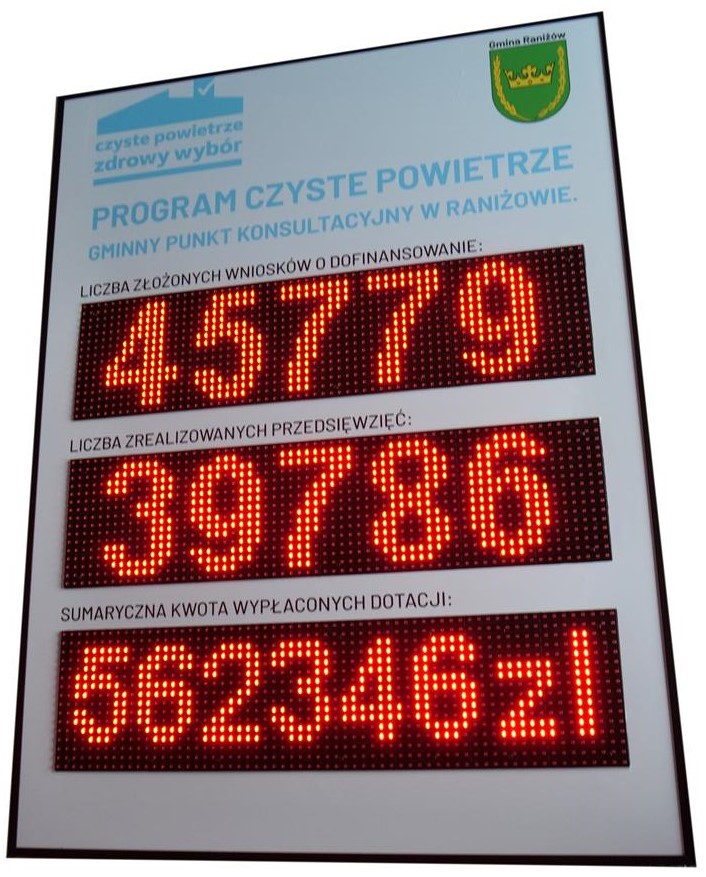 Gmina Raniżów
czyste powietrze
zdrowy wybór
PROGRAM CZYSTE POWIETRZE
GMINNY PUNKT KONSULTACYJNY W RANIŻOWIE.
LICZBA ZŁOŻONYCH WNIOSKÓW O DOFINANSOWANIE:
45779
LICZBA ZREALIZOWANYCH PRZEDSIĘWZIĘĆ:
39786
SUMARYCZNA KWOTA WYPŁACONYCH DOTACJI:
562346zl